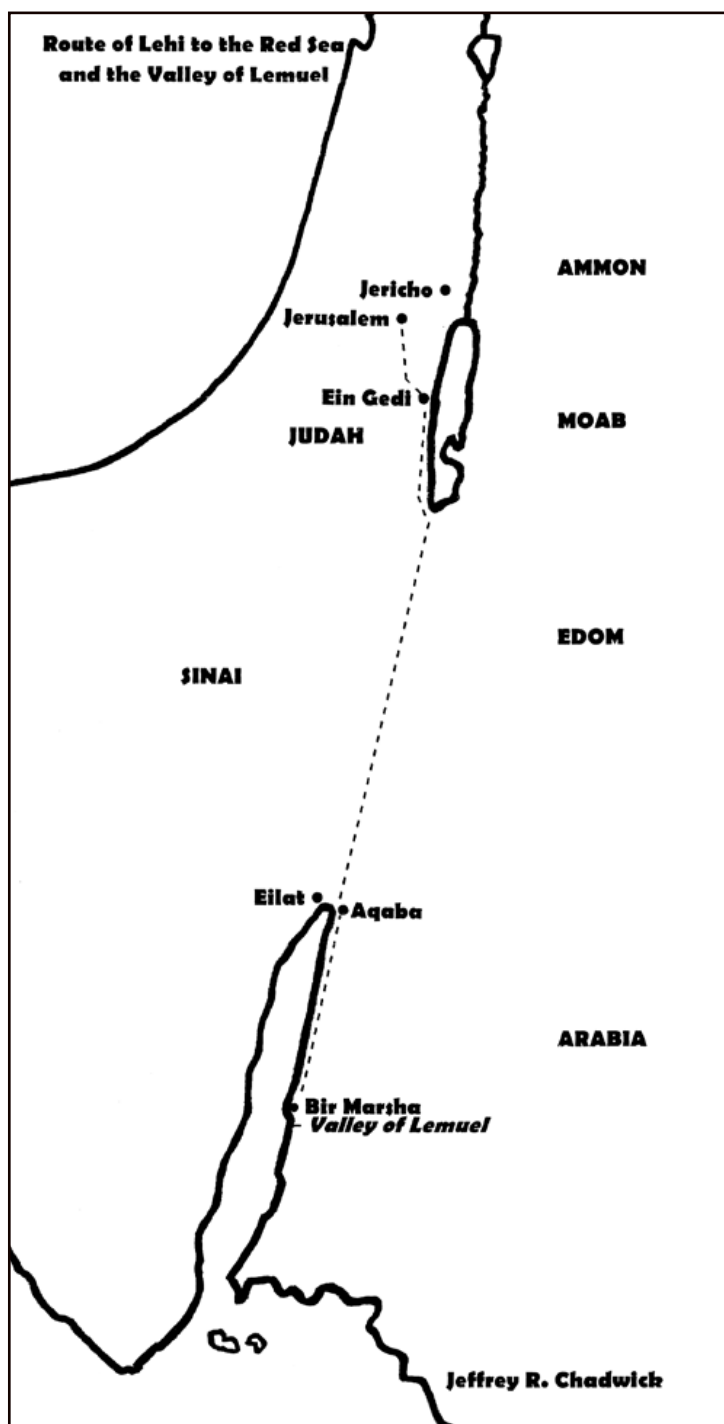 Route of Lehi to the Red Sea
and the Valley of Lemuel
AMMON
Jericho
Jerusalem
Ein Gedi
JUDAH
MOAB
EDOM
SINAI
Eilat
Aqaba
ARABIA
Bir Marsha
Valley of Lemuel
Jeffrey R. Chadwick